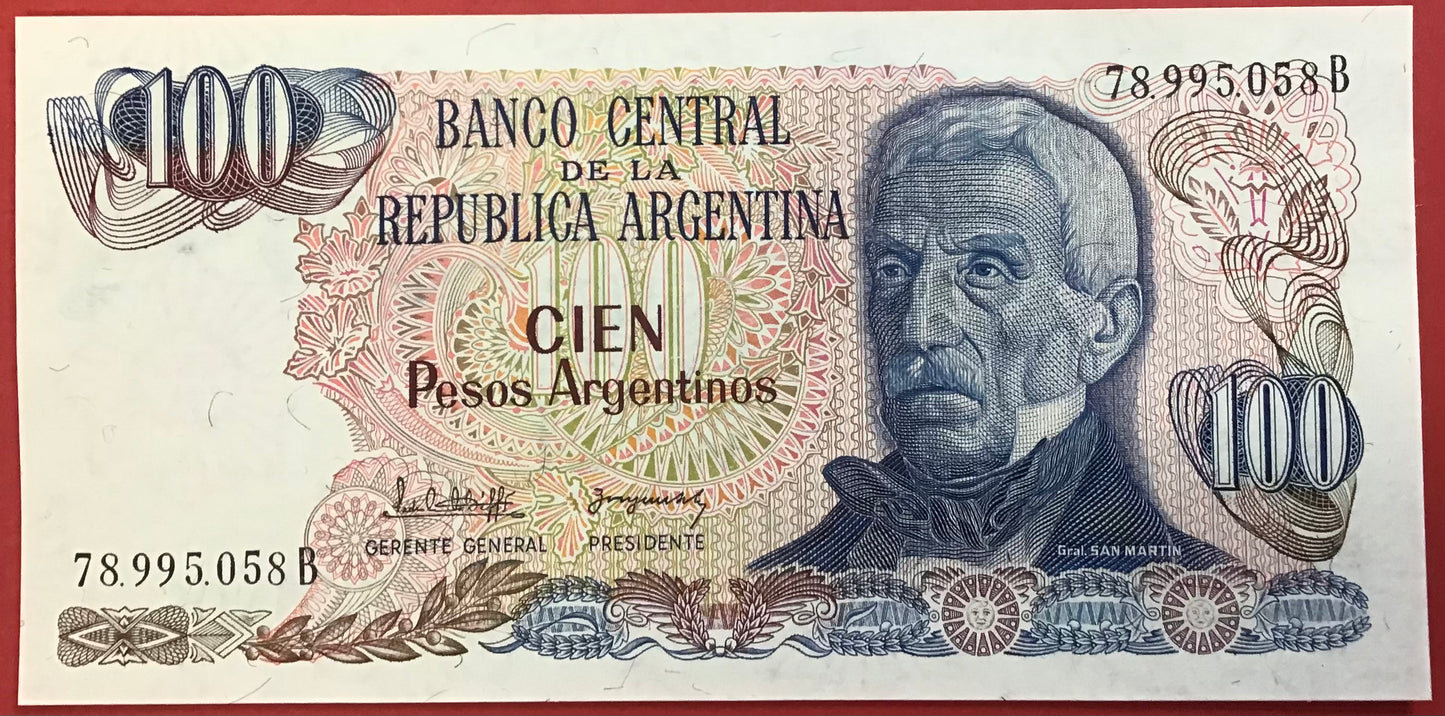 100
78.995.058 B
BANCO CENTRAL
DE LA
REPUBLICA ARGENTINA
100
CIEN
Pesos Argentinos
100
GERENTE GENERAL PRESIDENTE
Gral. SAN MARTIN
78.995.058 B